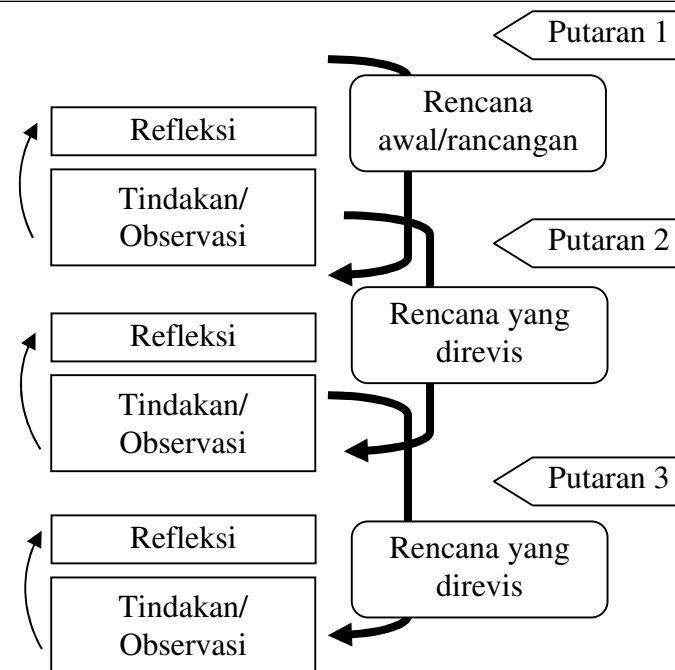 Putaran 1
Rencana
awal/rancangan
Refleksi
Tindakan/
Observasi
Putaran 2
Rencana yang
direvis
Refleksi
Tindakan/
Observasi
Putaran 3
Rencana yang
direvis
Refleksi
Tindakan/
Observasi